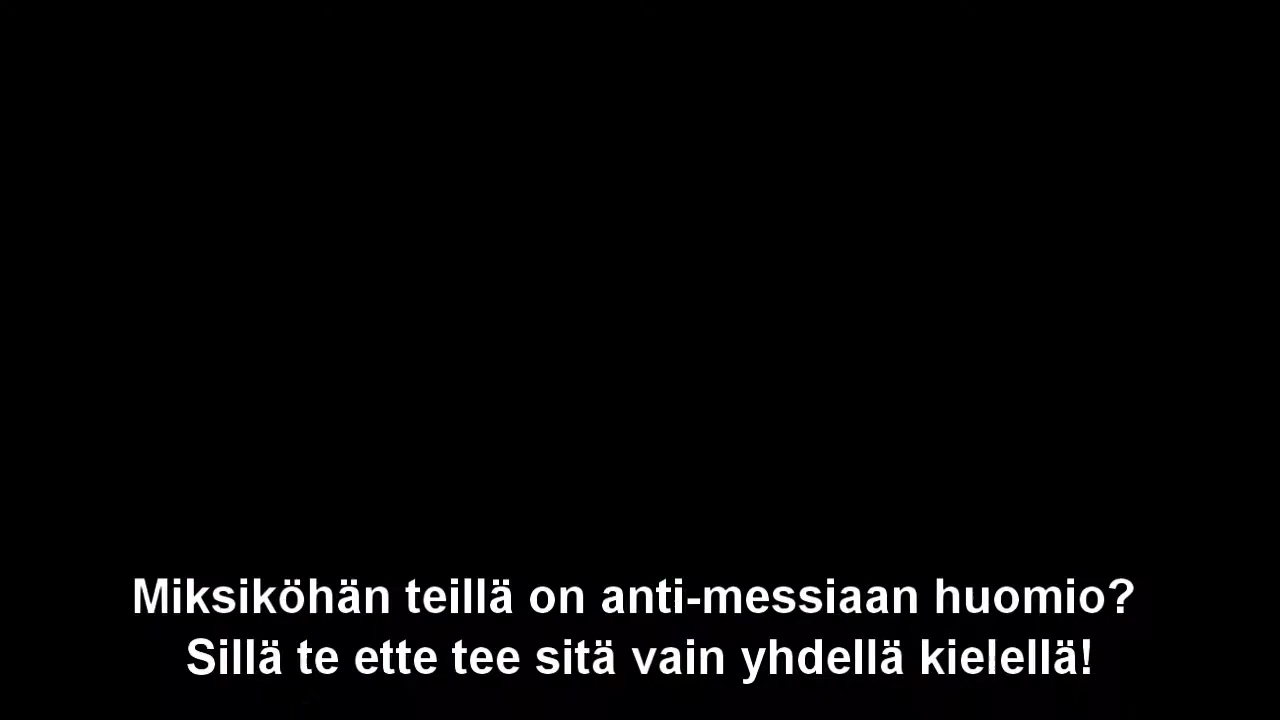 Miksiköhän teillä on anti-messiaan huomio?
Sillä te ette tee sitä vain yhdellä kielellä!